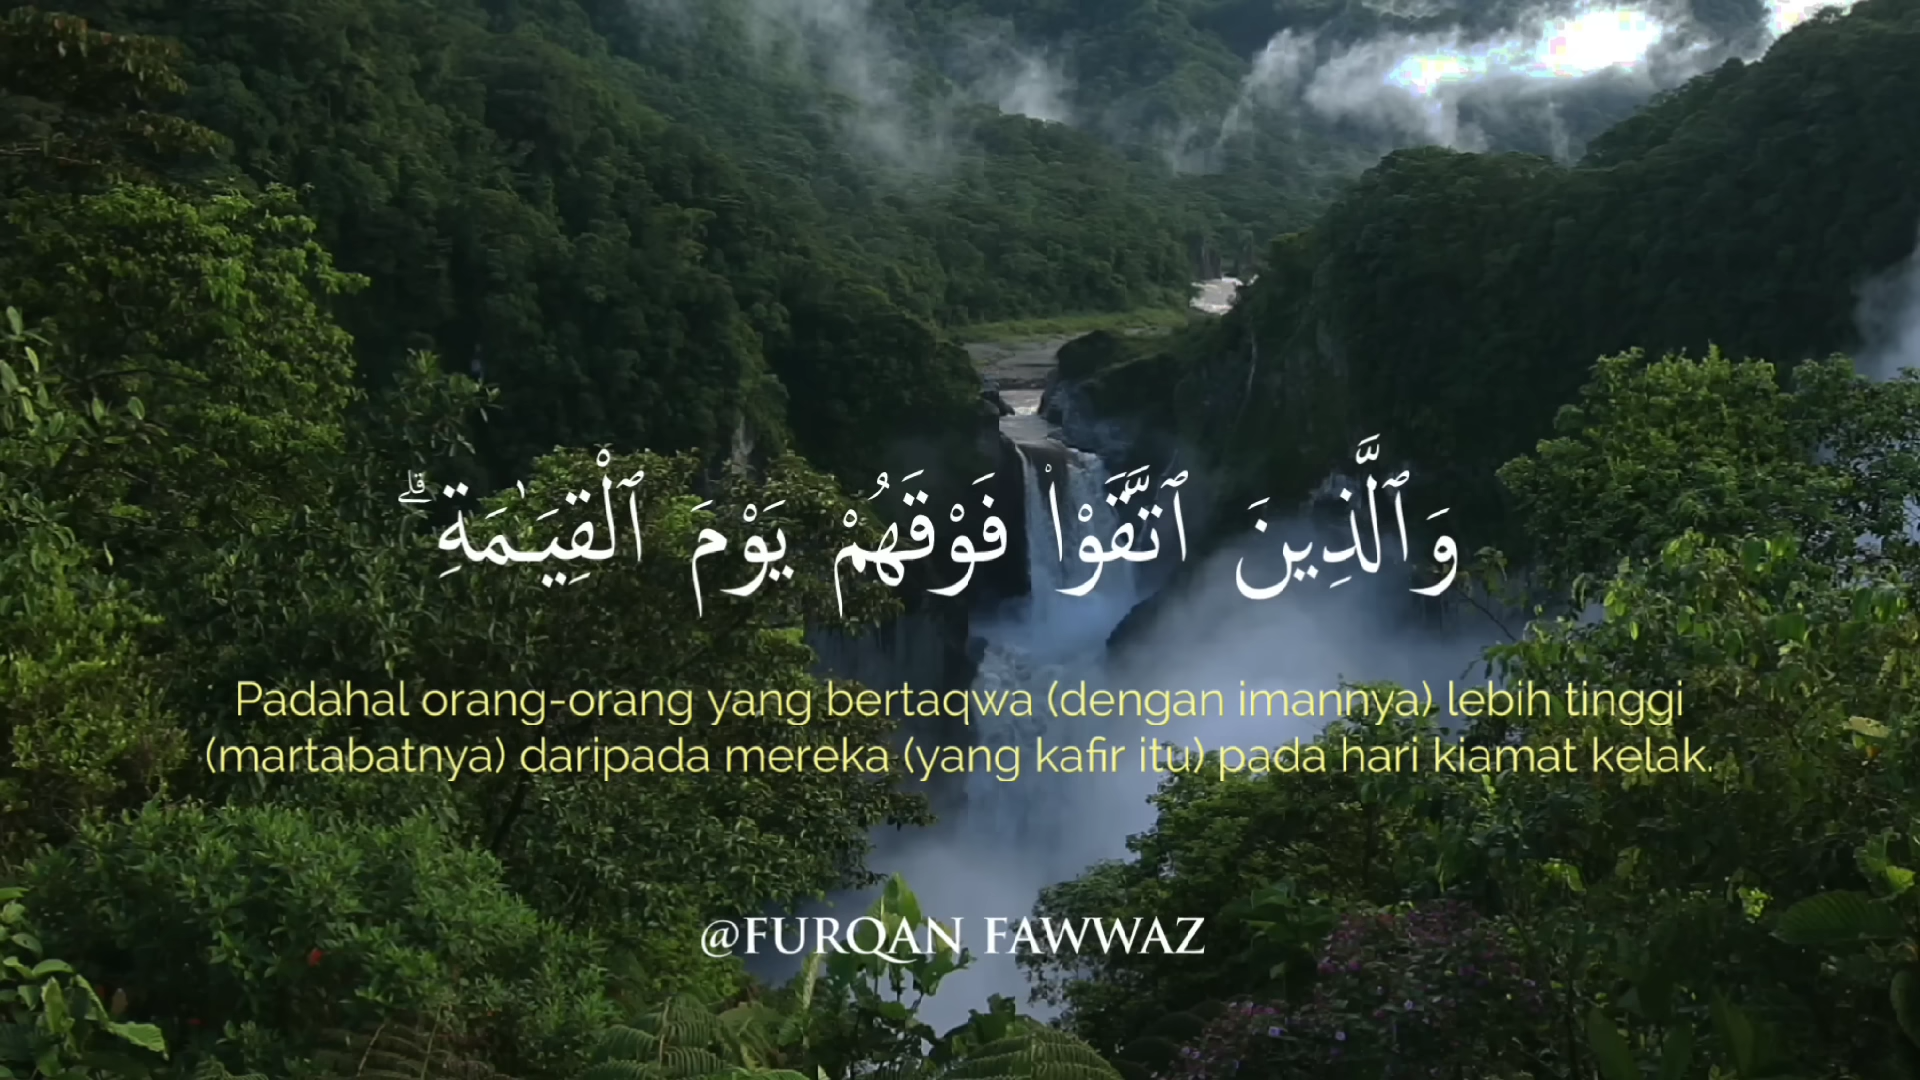 وَٱلَّذِينَ ٱتَّقَوْا۟ فَوْقَهُمْ يَوْمَ ٱلْقِيَـٰمَةِ ۗ
Padahal orang-orang yang bertaqwa (dengan imannya) lebih tinggi
(martabatnya) daripada mereka (yang kafir itu) pada hari kiamat kelak.
@FURQAN FAWWAZ